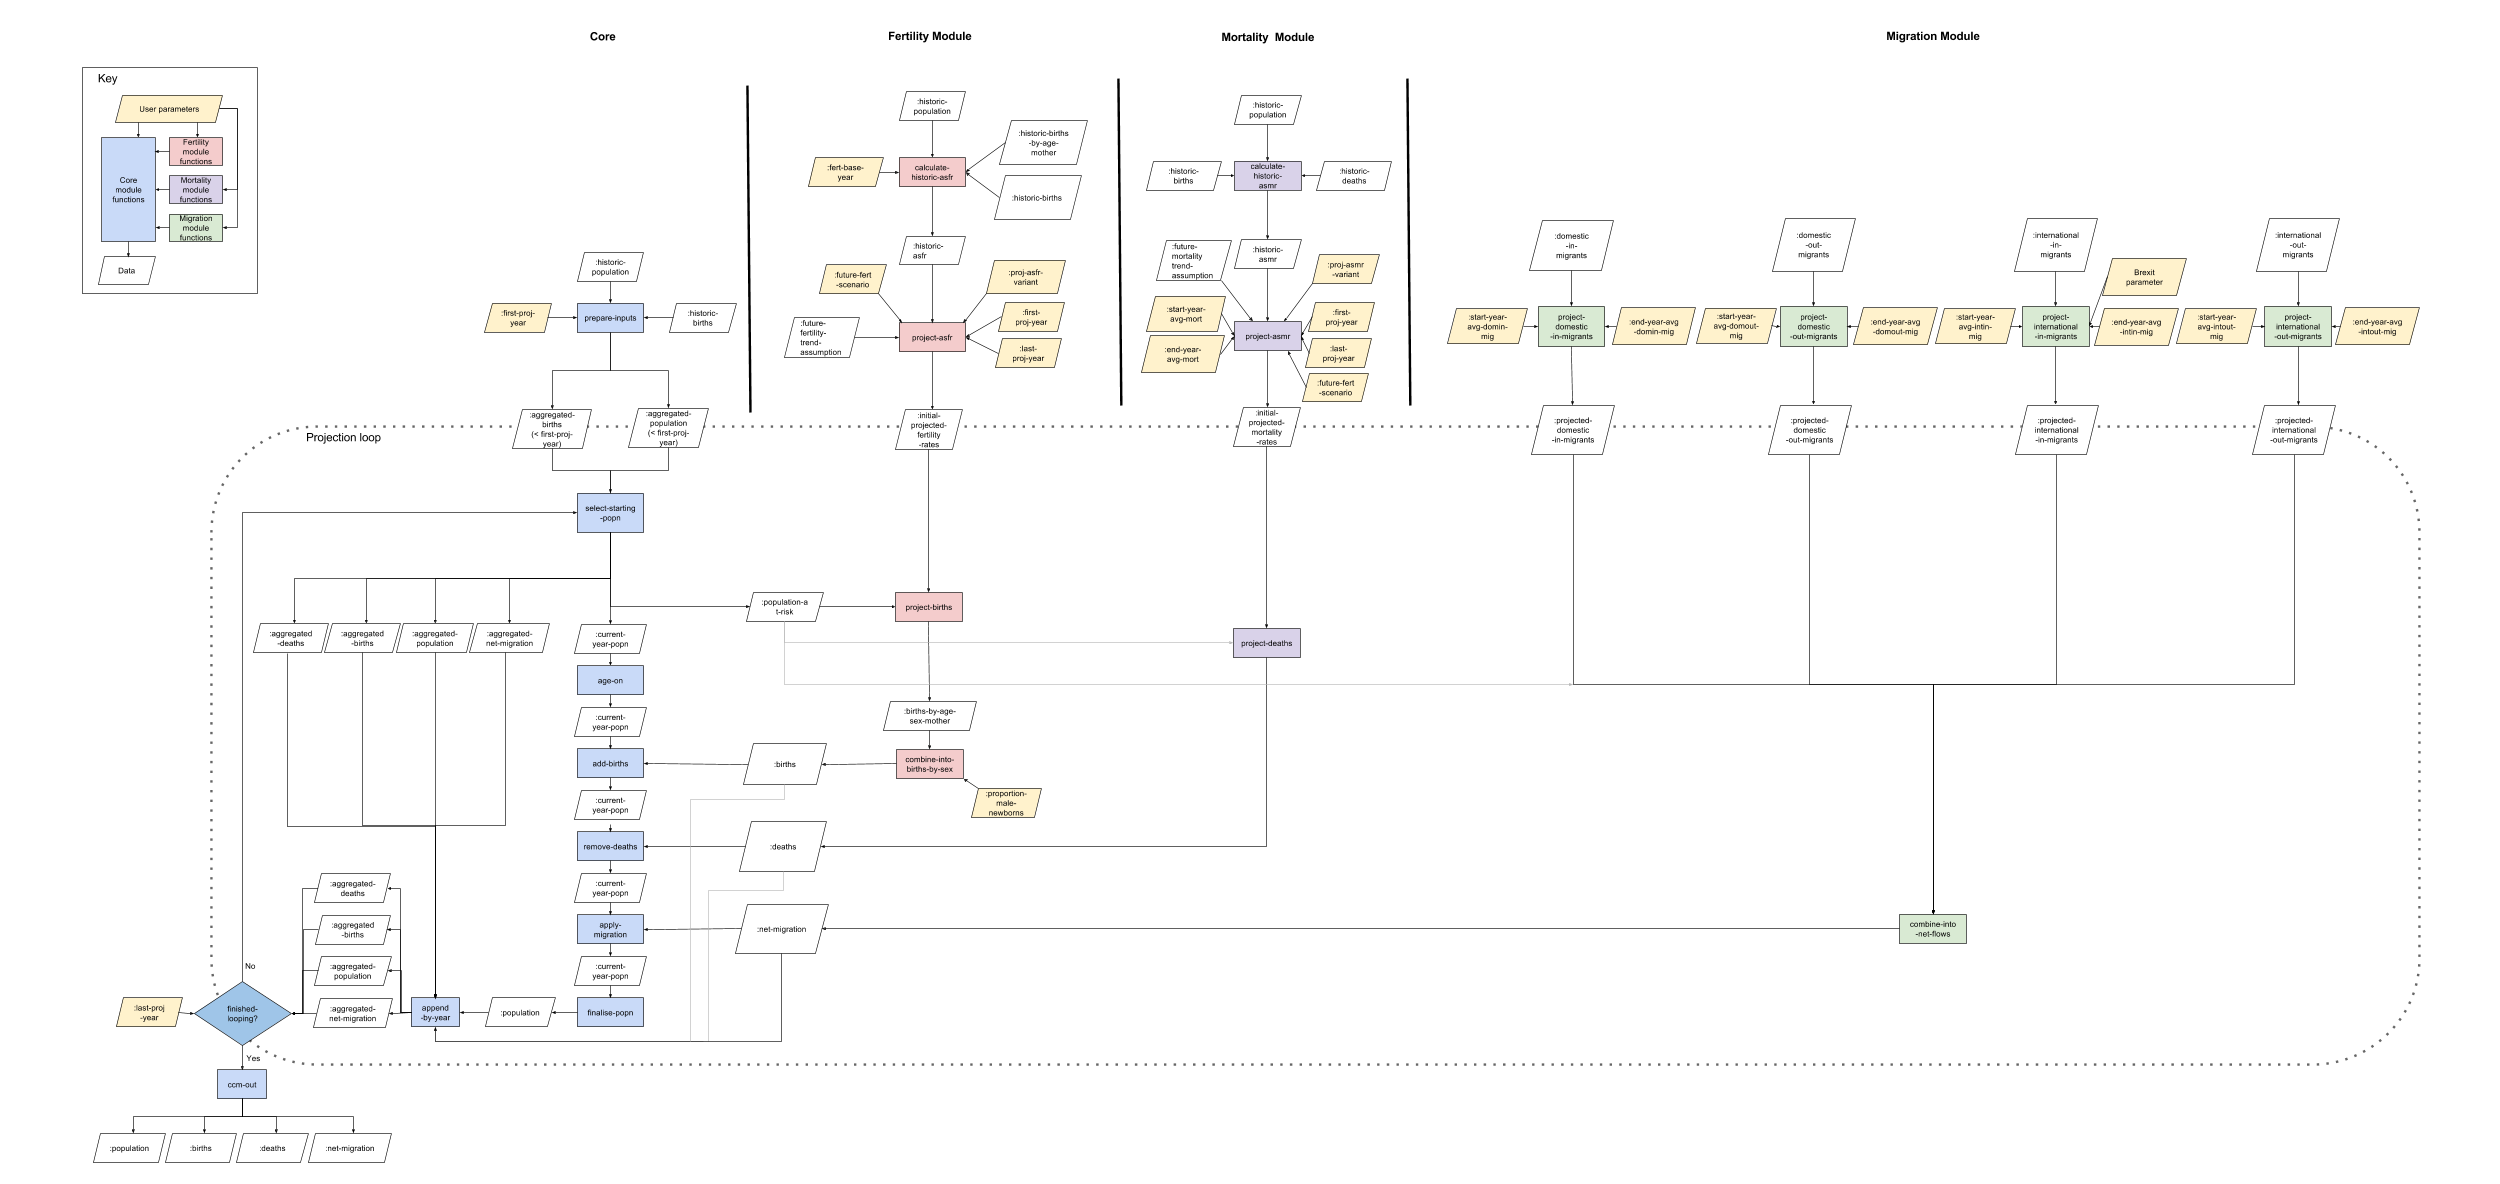 Core
Fertility Module
Mortality  Module
Migration Module
Key
User parameters
Core
module
functions
Fertility
module
functions
Mortality
module
functions
Migration
module
functions
Data
:historic-
population
:first-proj-
year
prepare-inputs
:historic-
births
:aggregated-
births
(< first-proj-
year)
:aggregated-
population
(< first-proj-
year)
:historic-
population
:historic-births
-by-age-
mother
:fert-base-
year
calculate-
historic-asfr
:historic-births
:historic-
asfr
:future-fert
-scenario
:proj-asfr-
variant
:future-
fertility-
trend-
assumption
project-asfr
:first-
proj-year
:last-
proj-year
:initial-
projected-
fertility
-rates
:historic-
population
:historic-
births
calculate-
historic-
asmr
:historic-
deaths
:future-
mortality
trend-
assumption
:historic-
asmr
:proj-asmr
-variant
:start-year-
avg-mort
:end-year-
avg-mort
project-asmr
:first-
proj-year
:last-
proj-year
:future-fert
-scenario
:initial-
projected-
mortality
-rates
:domestic
-in-
migrants
:domestic
-out-
migrants
:international
-in-
migrants
:international
-out-
migrants
Brexit
parameter
:start-year-
avg-domin-
mig
project-
domestic
-in-migrants
:end-year-avg
-domin-mig
:start-year-
avg-domout-
mig
project-
domestic
-out-migrants
:end-year-avg
-domout-mig
:start-year-
avg-intin-
mig
project-
international
-in-migrants
:end-year-avg
-intin-mig
:start-year-
avg-intout-
mig
project-
international
-out-migrants
:end-year-avg
-intout-mig
:projected-
domestic
-in-migrants
:projected-
domestic
-out-migrants
:projected-
international
-in-migrants
:projected-
international
-out-migrants
Projection loop
select-starting
-popn
:population-a
t-risk
project-births
:aggregated
-deaths
:aggregated
-births
:aggregated-
population
:aggregated-
net-migration
:current-
year-popn
project-deaths
age-on
:current-
year-popn
:births-by-age-
sex-mother
add-births
:births
combine-into-
births-by-sex
:proportion-
male-
newborns
:current-
year-popn
remove-deaths
:deaths
:current-
year-popn
apply-
migration
:net-migration
combine-into
-net-flows
:current-
year-popn
:aggregated-
deaths
:aggregated
-births
:aggregated-
population
:aggregated-
net-migration
No
:last-proj
-year
finished-
looping?
append
-by-year
:population
finalise-popn
Yes
ccm-out
:population
:births
:deaths
:net-migration